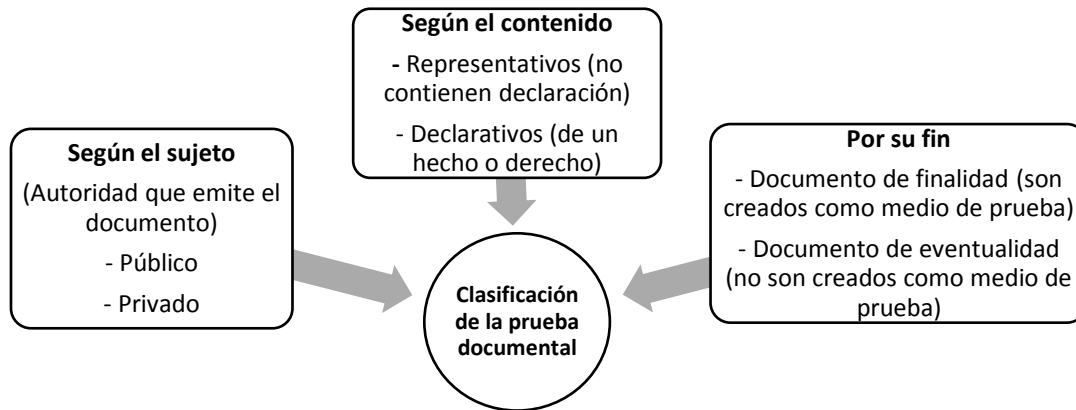 Según el contenido
- Representativos (no
contienen declaración)
- Declarativos (de un
hecho o derecho)
Según el sujeto
(Autoridad que emite el
documento)
- Público
- Privado
Por su fin
- Documento de finalidad (son
creados como medio de prueba)
- Documento de eventualidad
(no son creados como medio de
prueba)
Clasificación
de la prueba
documental